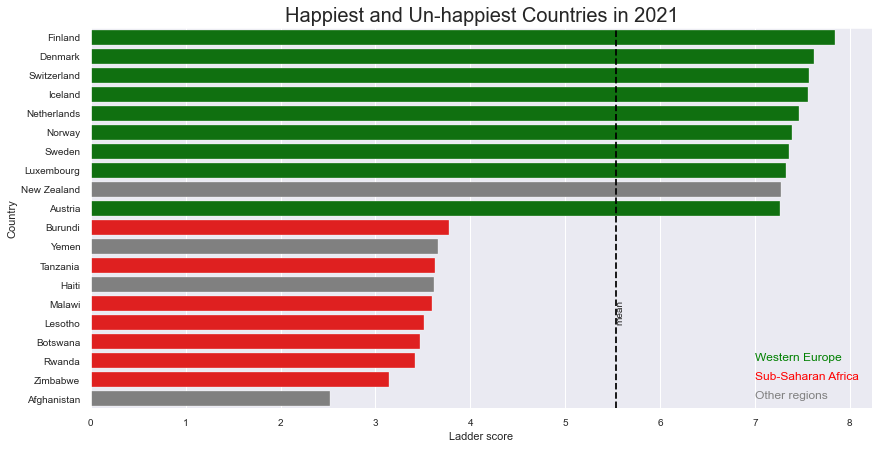 Happiest and Un-happiest Countries in 2021
Country
Finland
Denmark
Switzerland
Iceland
Netherlands
Norway
Sweden
Luxembourg
New Zealand
Austria
Burundi
Yemen
Tanzania
Haiti
Malawi
Lesotho
Botswana
Rwanda
Zimbabwe
Afghanistan
mean
Western Europe
Sub-Saharan Africa
Other regions
0 1 2 3 4 5 6 7 8
Ladder score